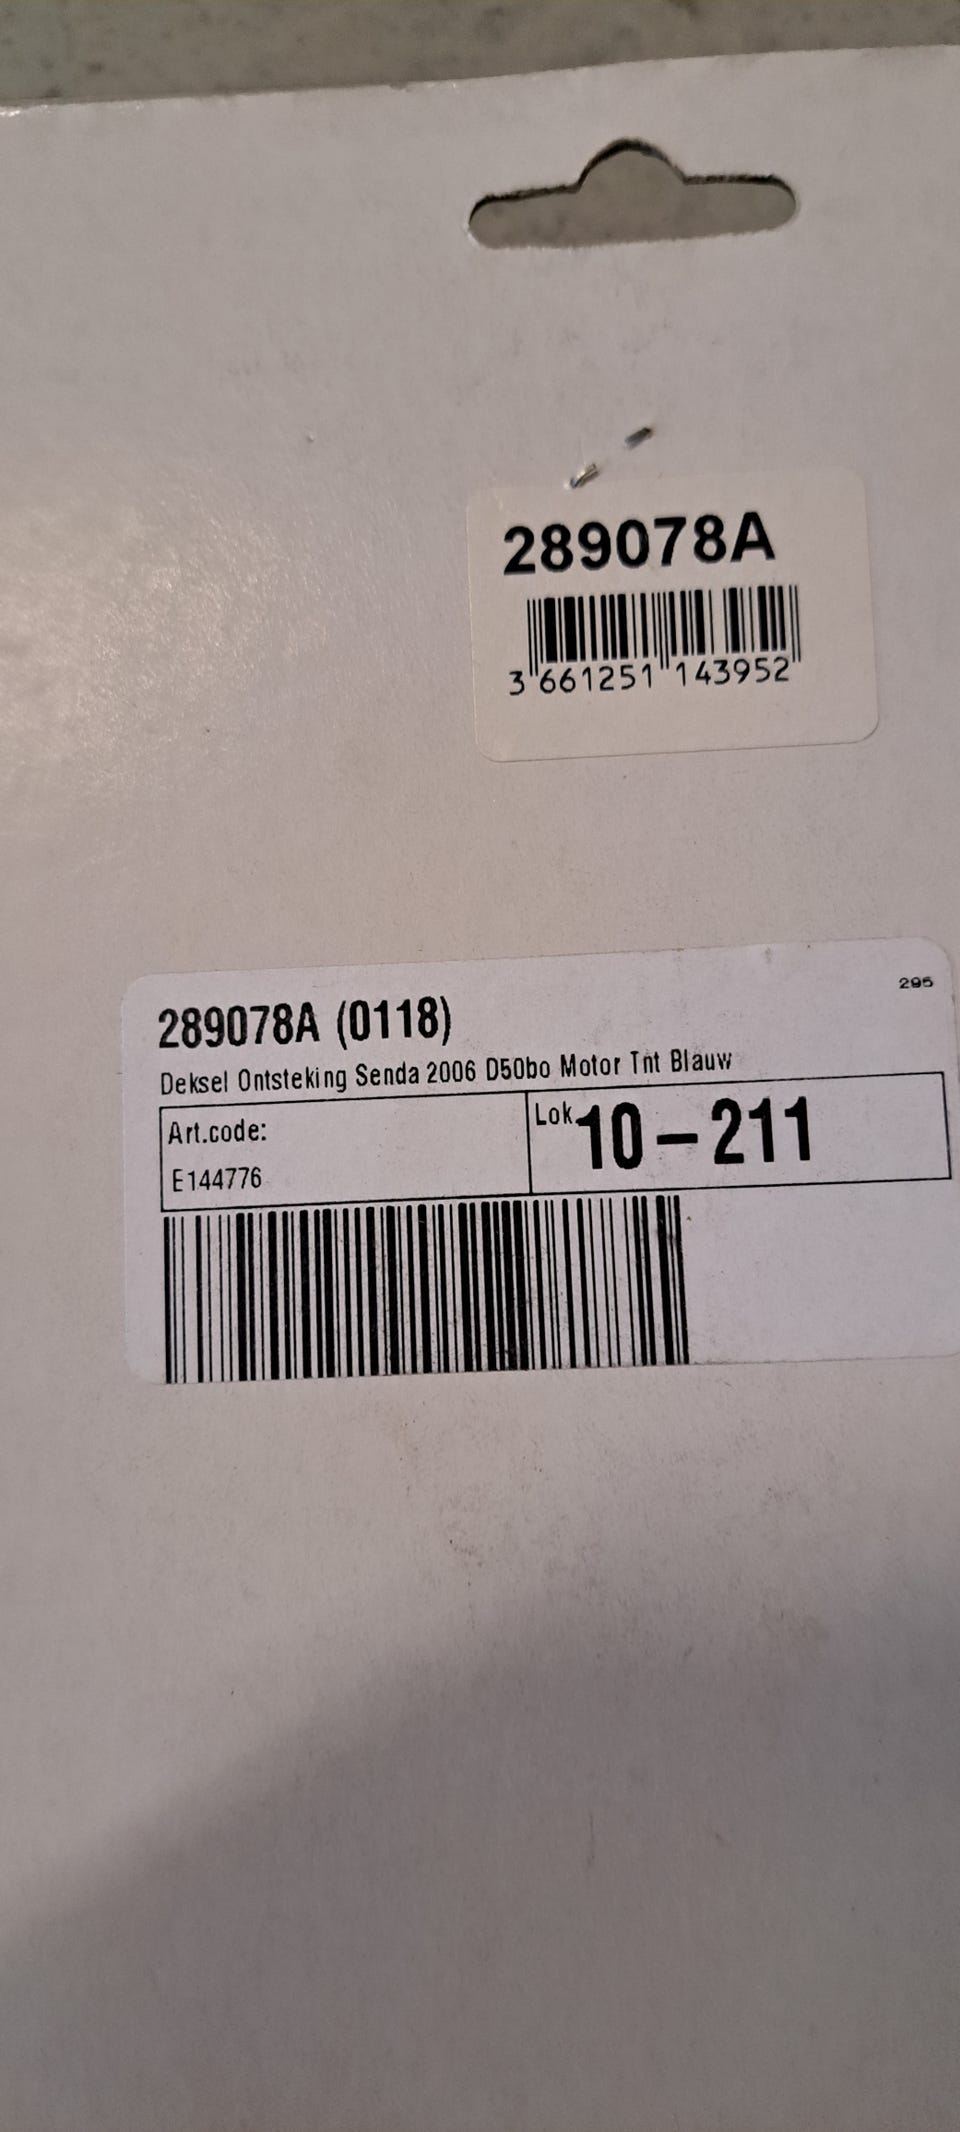 289078A
3 661251 143952
295
289078A (0118)
Deksel Ontsteking Senda 2006 D50bo Motor Tnt Blauw
Art.code:
E144776
Lok 10-211